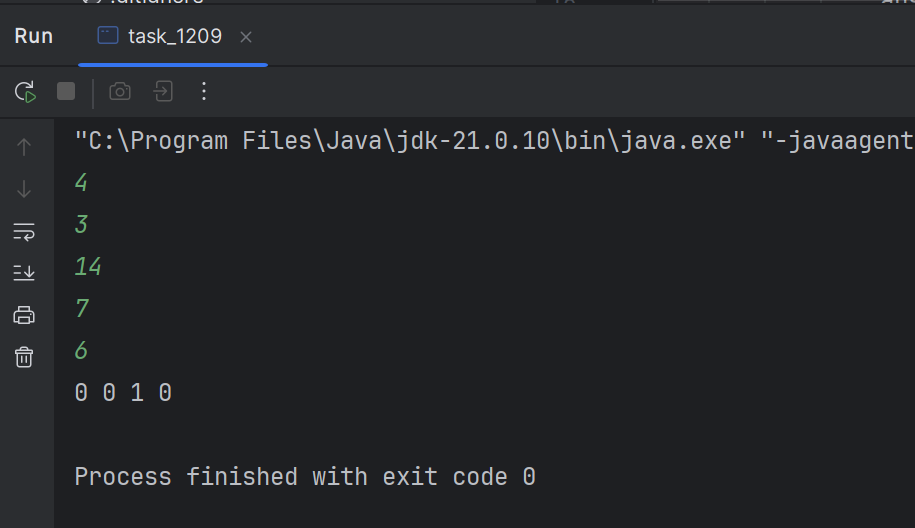 Run task_1209
"C:\Program Files\Java\jdk-21.0.10\bin\java.exe" "-javaagent
4
3
14
7
6
0 0 1 0
Process finished with exit code 0